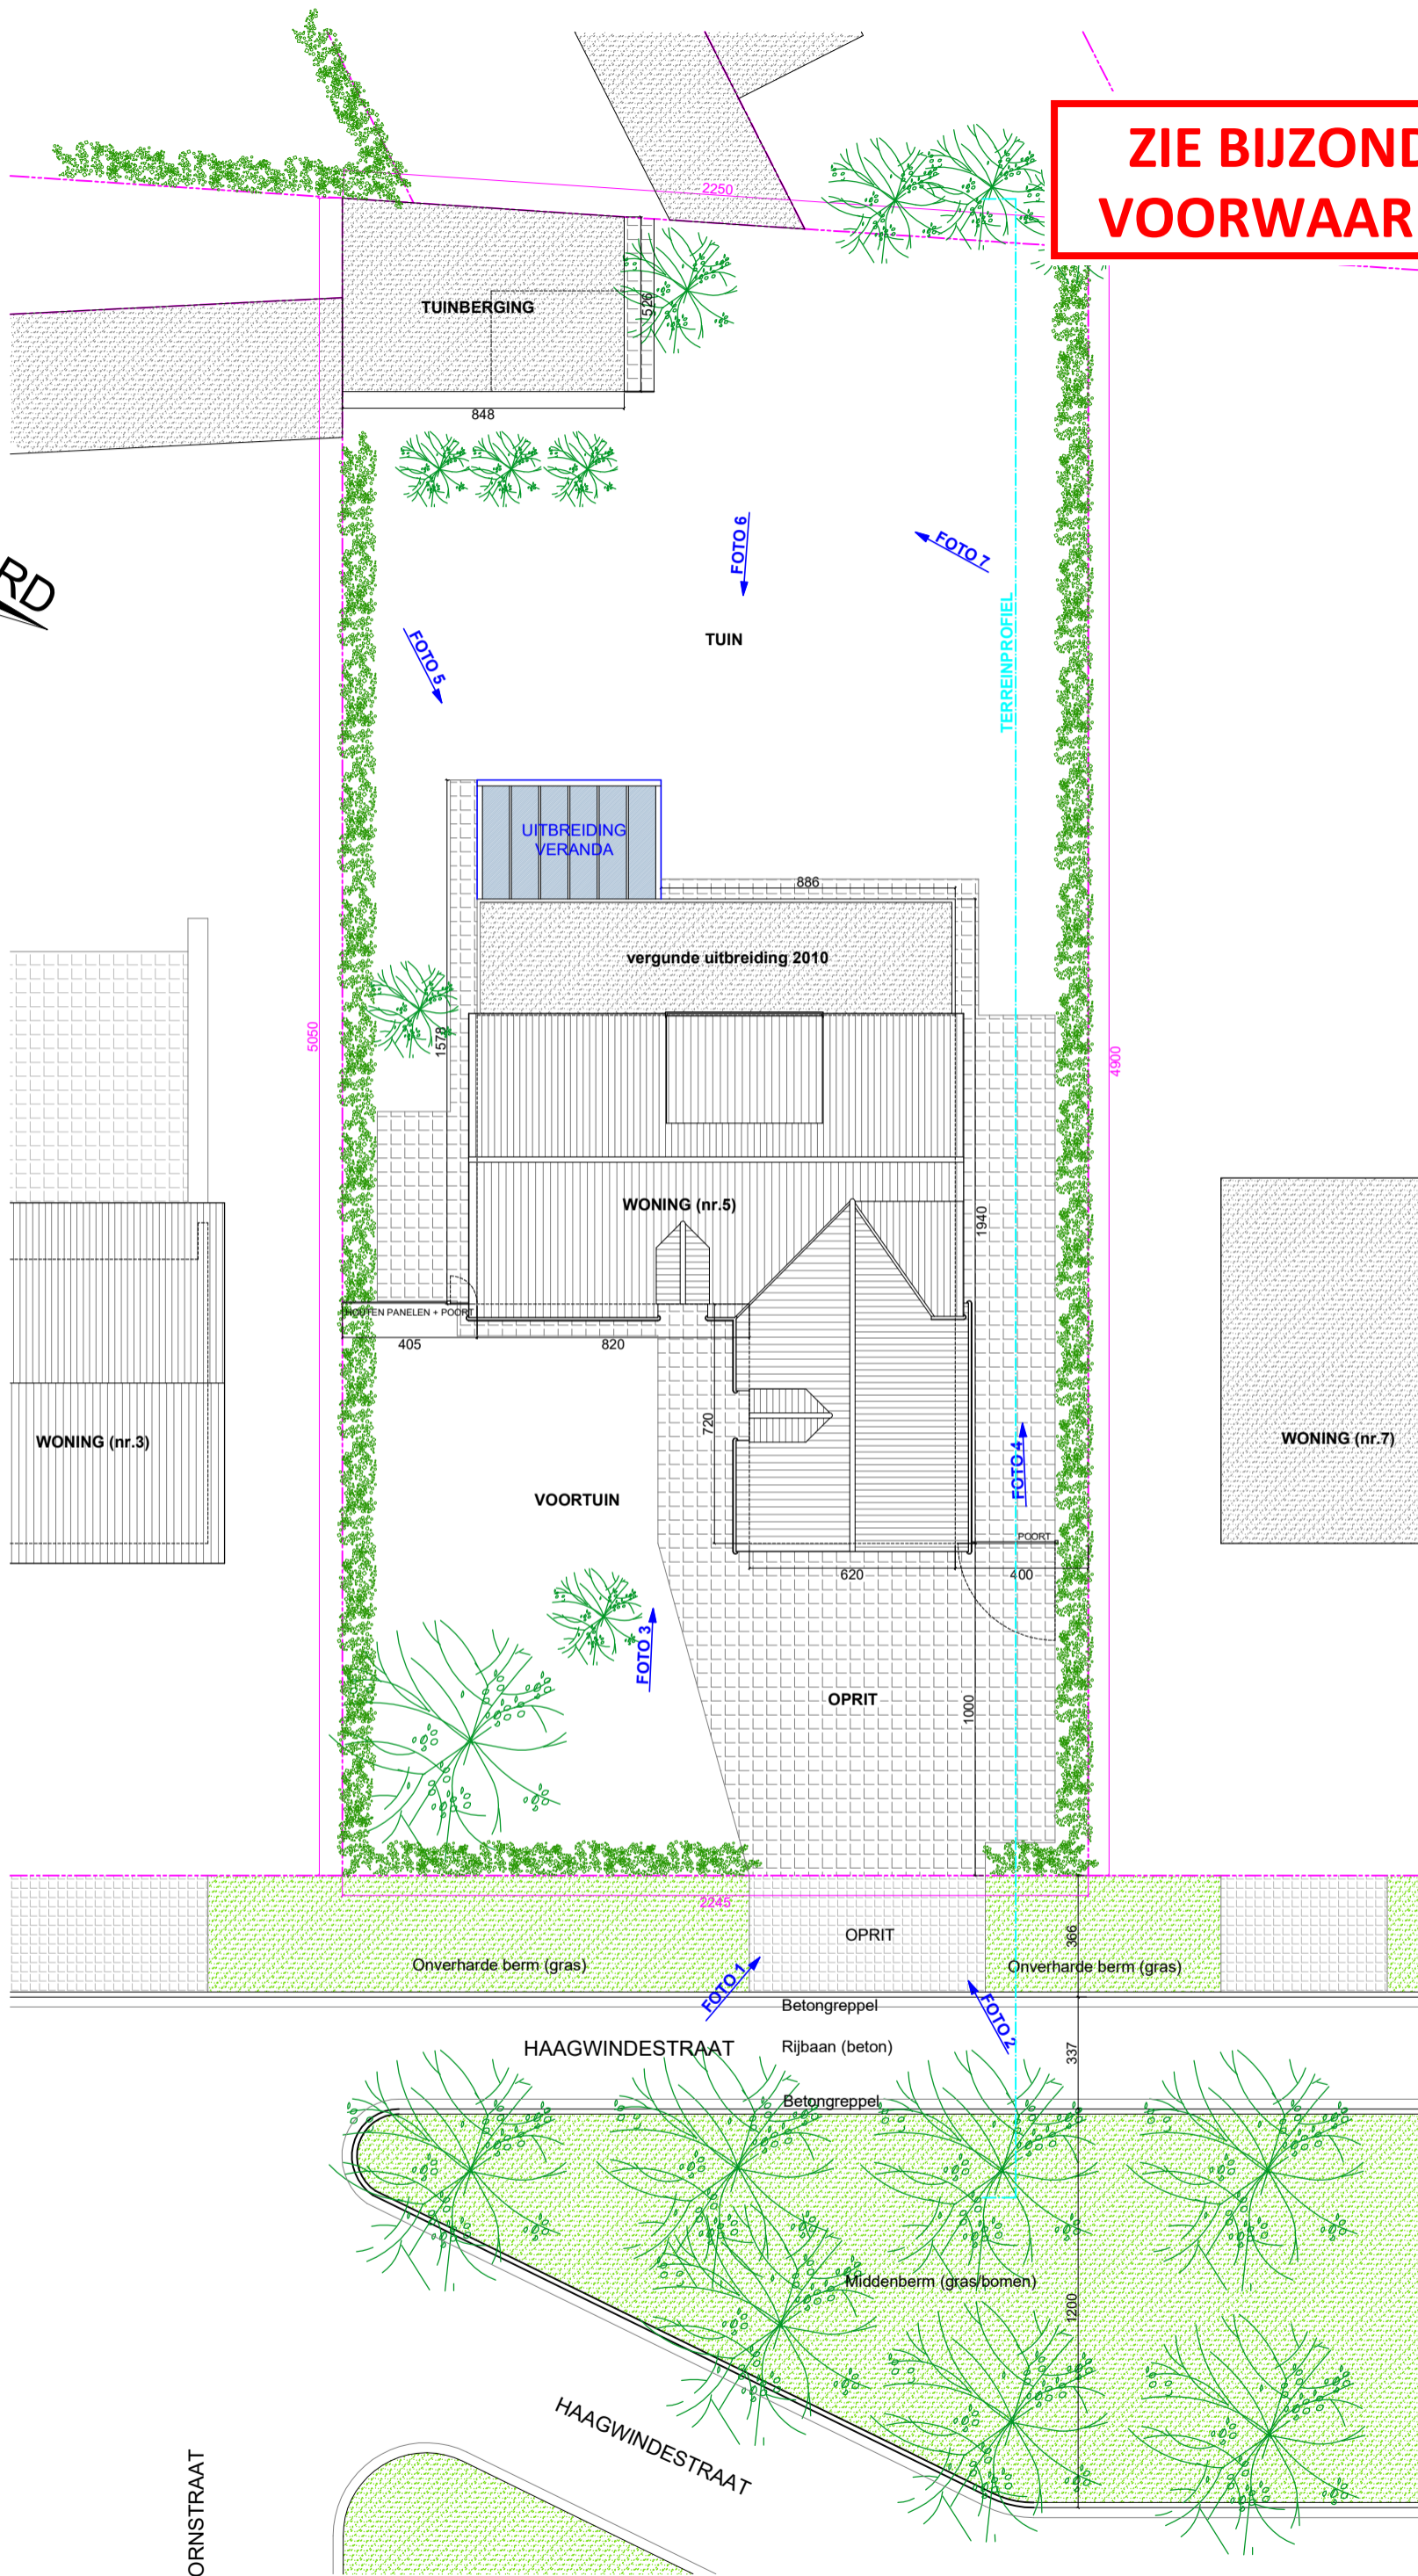 ZIE BIJZOND
VOORWAAR
2250
TUINBERGING
526
848
FOTO 6
FOTO 7
RD
TERREINPROFIEL
TUIN
FOTO 5
UITBREIDING
VERANDA
886
vergunde uitbreiding 2010
5050
1578
4900
WONING (nr.5)
1940
HOUTEN PANELEN + POORT
405
820
720
WONING (nr.3)
WONING (nr.7)
FOTO 4
VOORTUIN
POORT
620
400
FOTO 3
OPRIT
1000
2245
OPRIT
366
Onverharde berm (gras)
Onverharde berm (gras)
FOTO 1
FOTO 2
Betongreppel
HAAGWINDESTRAAT
Rijbaan (beton)
337
Betongreppel
Middenberm (gras/bomen)
1200
HAAGWINDESTRAAT
ORNSTRAAT